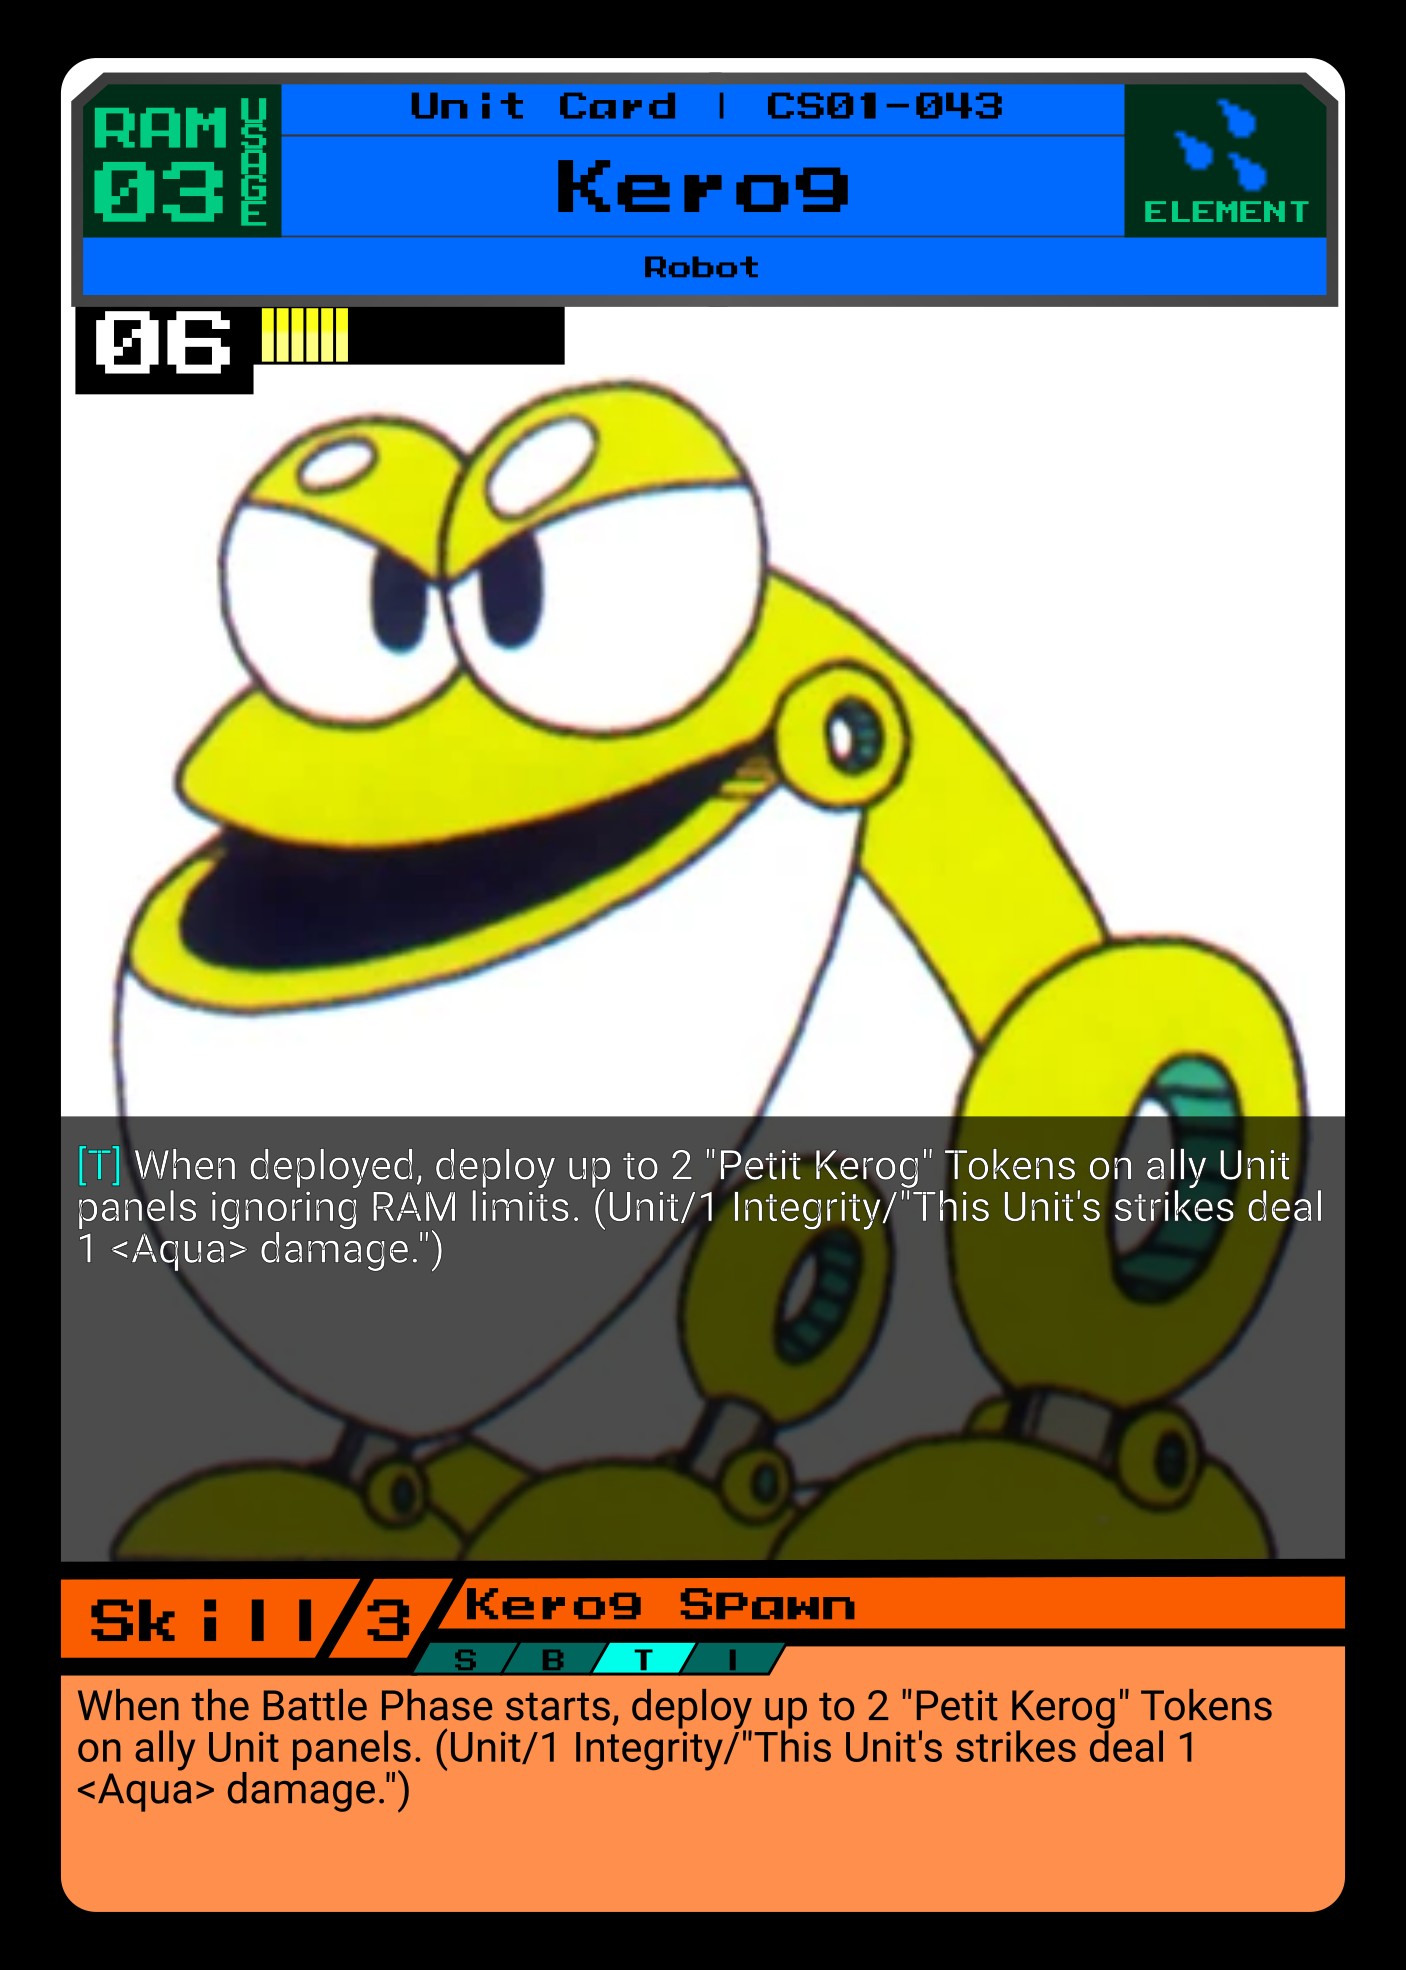 RAM USAGE
03
Unit Card | CS01-043
Kerog
ELEMENT
Robot
06
[T] When deployed, deploy up to 2 "Petit Kerog" Tokens on ally Unit
panels ignoring RAM limits. (Unit/1 Integrity/"This Unit's strikes deal
1 <Aqua> damage.")
Skill/3
Kerog Spawn
S B T I
When the Battle Phase starts, deploy up to 2 "Petit Kerog" Tokens
on ally Unit panels. (Unit/1 Integrity/"This Unit's strikes deal 1
<Aqua> damage.")